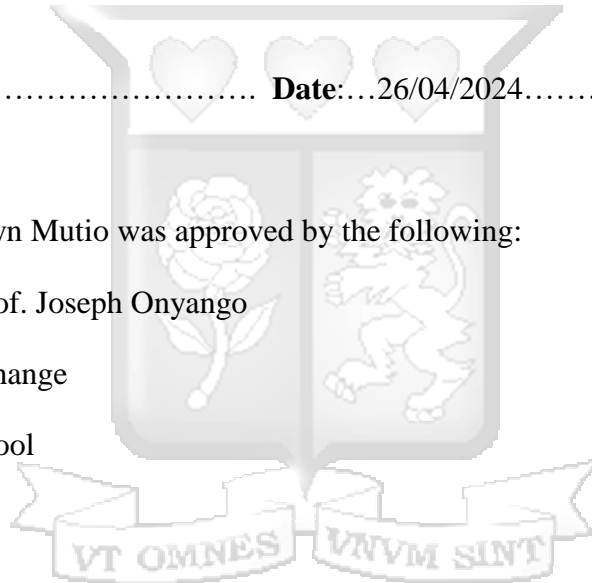 ……………………. Date:…26/04/2024…….
yn Mutio was approved by the following:
of. Joseph Onyango
hange
ool
VT OMNES VNVM SINT